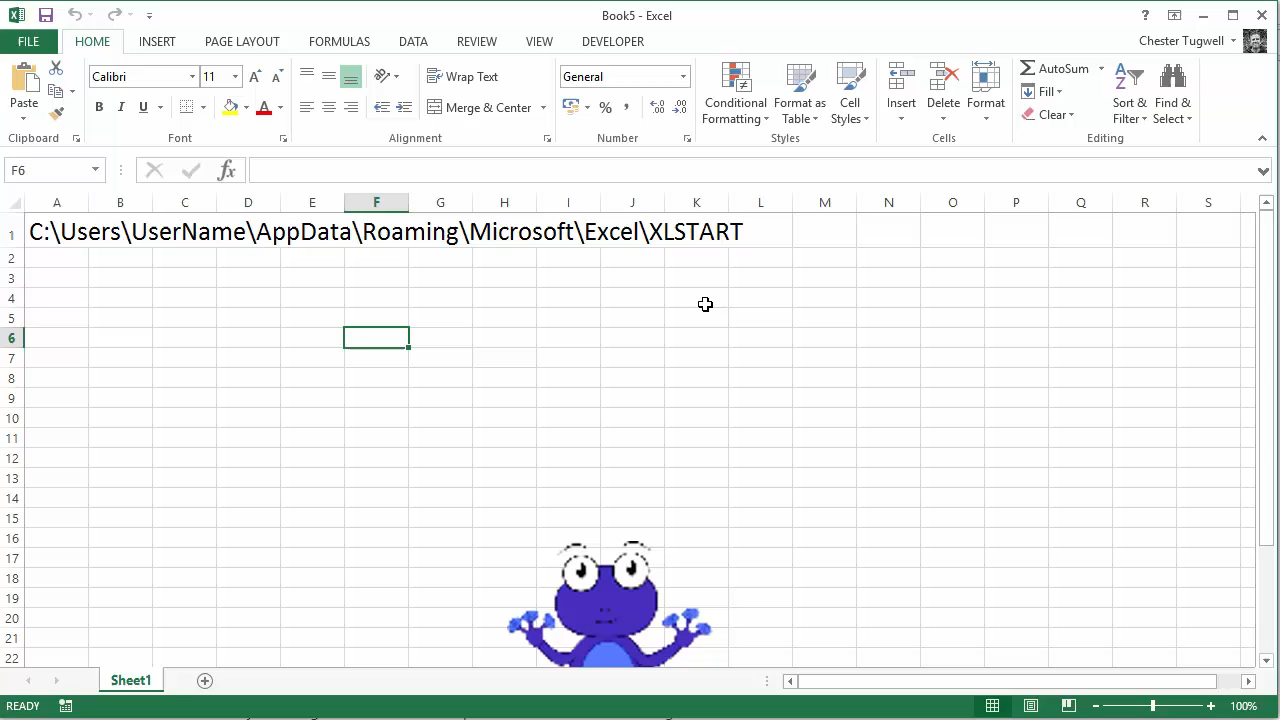 Book5 - Excel
?
FILE HOME INSERT PAGE LAYOUT FORMULAS DATA REVIEW VIEW DEVELOPER Chester Tugwell
Paste
Clipboard
Calibri 11
B I U A
Font
Wrap Text
Merge & Center
Alignment
General
% ,
Number
Conditional Formatting
Format as Table
Cell Styles
Styles
Insert Delete Format
Cells
AutoSum
Fill
Clear
Sort & Filter
Find & Select
Editing
F6 fx
A B C D E F G H I J K L M N O P Q R S
1 C:\Users\UserName\AppData\Roaming\Microsoft\Excel\XLSTART
2
3
4
5
6
7
8
9
10
11
12
13
14
15
16
17
18
19
20
21
22
Sheet1
READY 100%